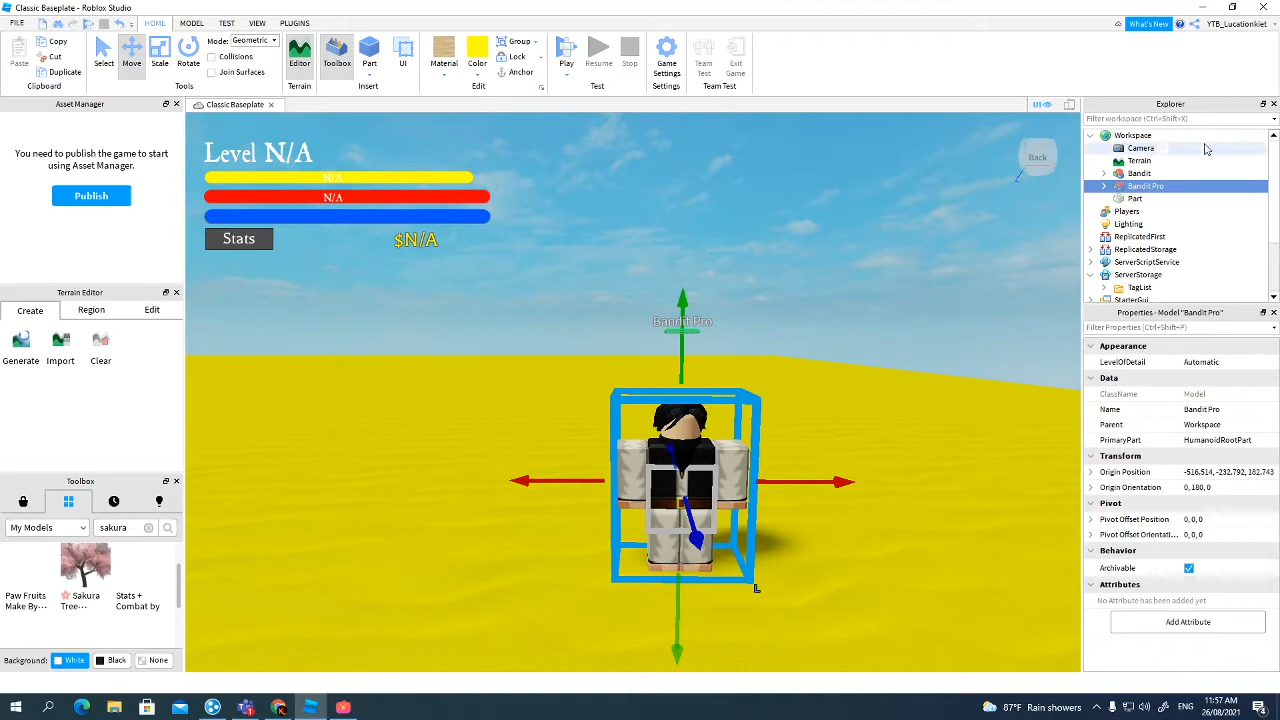 Classic Baseplate - Roblox Studio
FILE HOME MODEL TEST VIEW PLUGINS What's New YTB_Lucationkiet
Paste Copy Cut Duplicate Clipboard
Select Move Scale Rotate Mode: Geometric Collisions Join Surfaces Tools
Editor Terrain
Toolbox Part UI Insert
Material Color Group Lock Anchor Edit
Play Resume Stop Test
Game Settings Settings
Team Test Exit Game Team Test
Asset Manager
You need to publish the game to start
using Asset Manager.
Publish
Terrain Editor
Create Region Edit
Generate Import Clear
Toolbox
My Models sakura
Paw Fruits Make By··· Sakura Tree··· Stats + Combat by
Background: White Black None
Classic Baseplate UI
Level N/A
N/A
N/A
Stats $N/A
Back
Bandit Pro
L
Explorer
Filter workspace (Ctrl+Shift+X)
Workspace
Camera
Terrain
Bandit
Bandit Pro
Part
Players
Lighting
ReplicatedFirst
ReplicatedStorage
ServerScriptService
ServerStorage
TagList
StarterGui
Properties - Model "Bandit Pro"
Filter Properties (Ctrl+Shift+P)
Appearance
LevelOfDetail Automatic
Data
ClassName Model
Name Bandit Pro
Parent Workspace
PrimaryPart HumanoidRootPart
Transform
Origin Position -516.514, -232.792, 182.743
Origin Orientation 0,180,0
Pivot
Pivot Offset Position 0,0,0
Pivot Offset Orientati... 0,0,0
Behavior
Archivable
Attributes
No Attribute has been added yet
Add Attribute
87°F Rain showers ENG 11:57 AM
26/08/2021